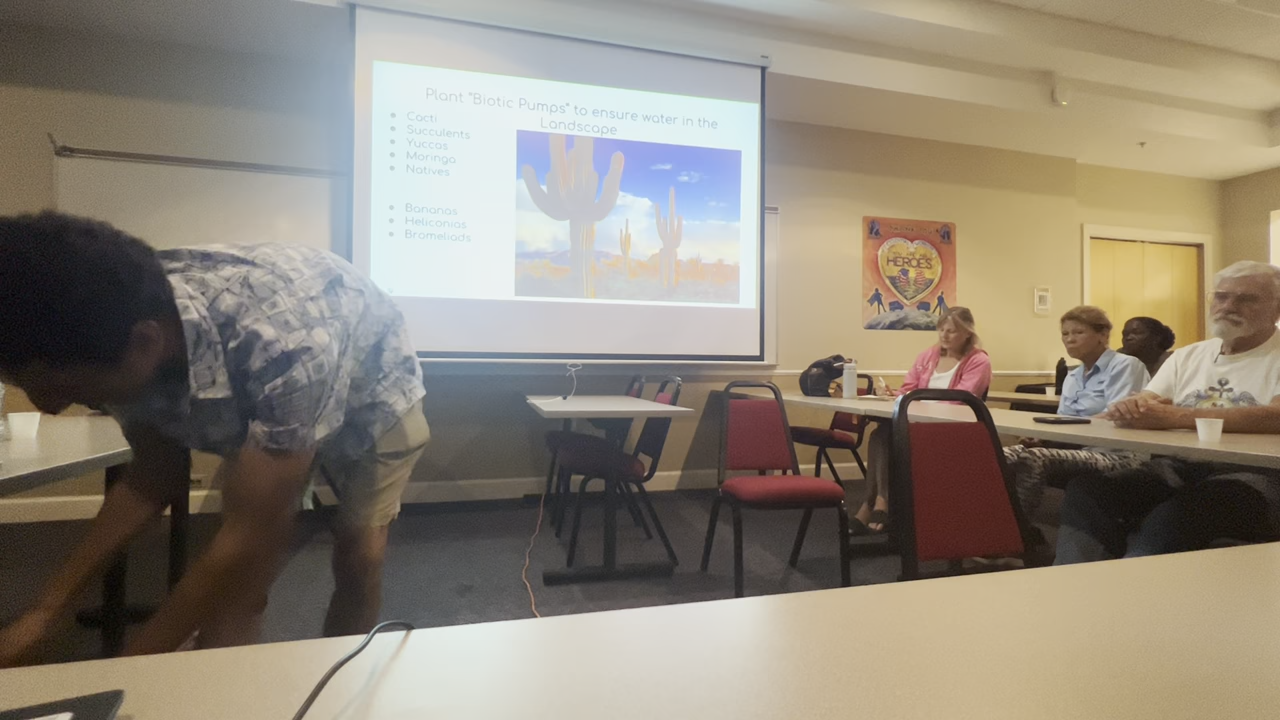 Plant "Biotic Pumps" to ensure water in the
Landscape
Cacti
Succulents
Yuccas
Moringa
Natives
Bananas
Heliconias
Bromeliads
HEROES